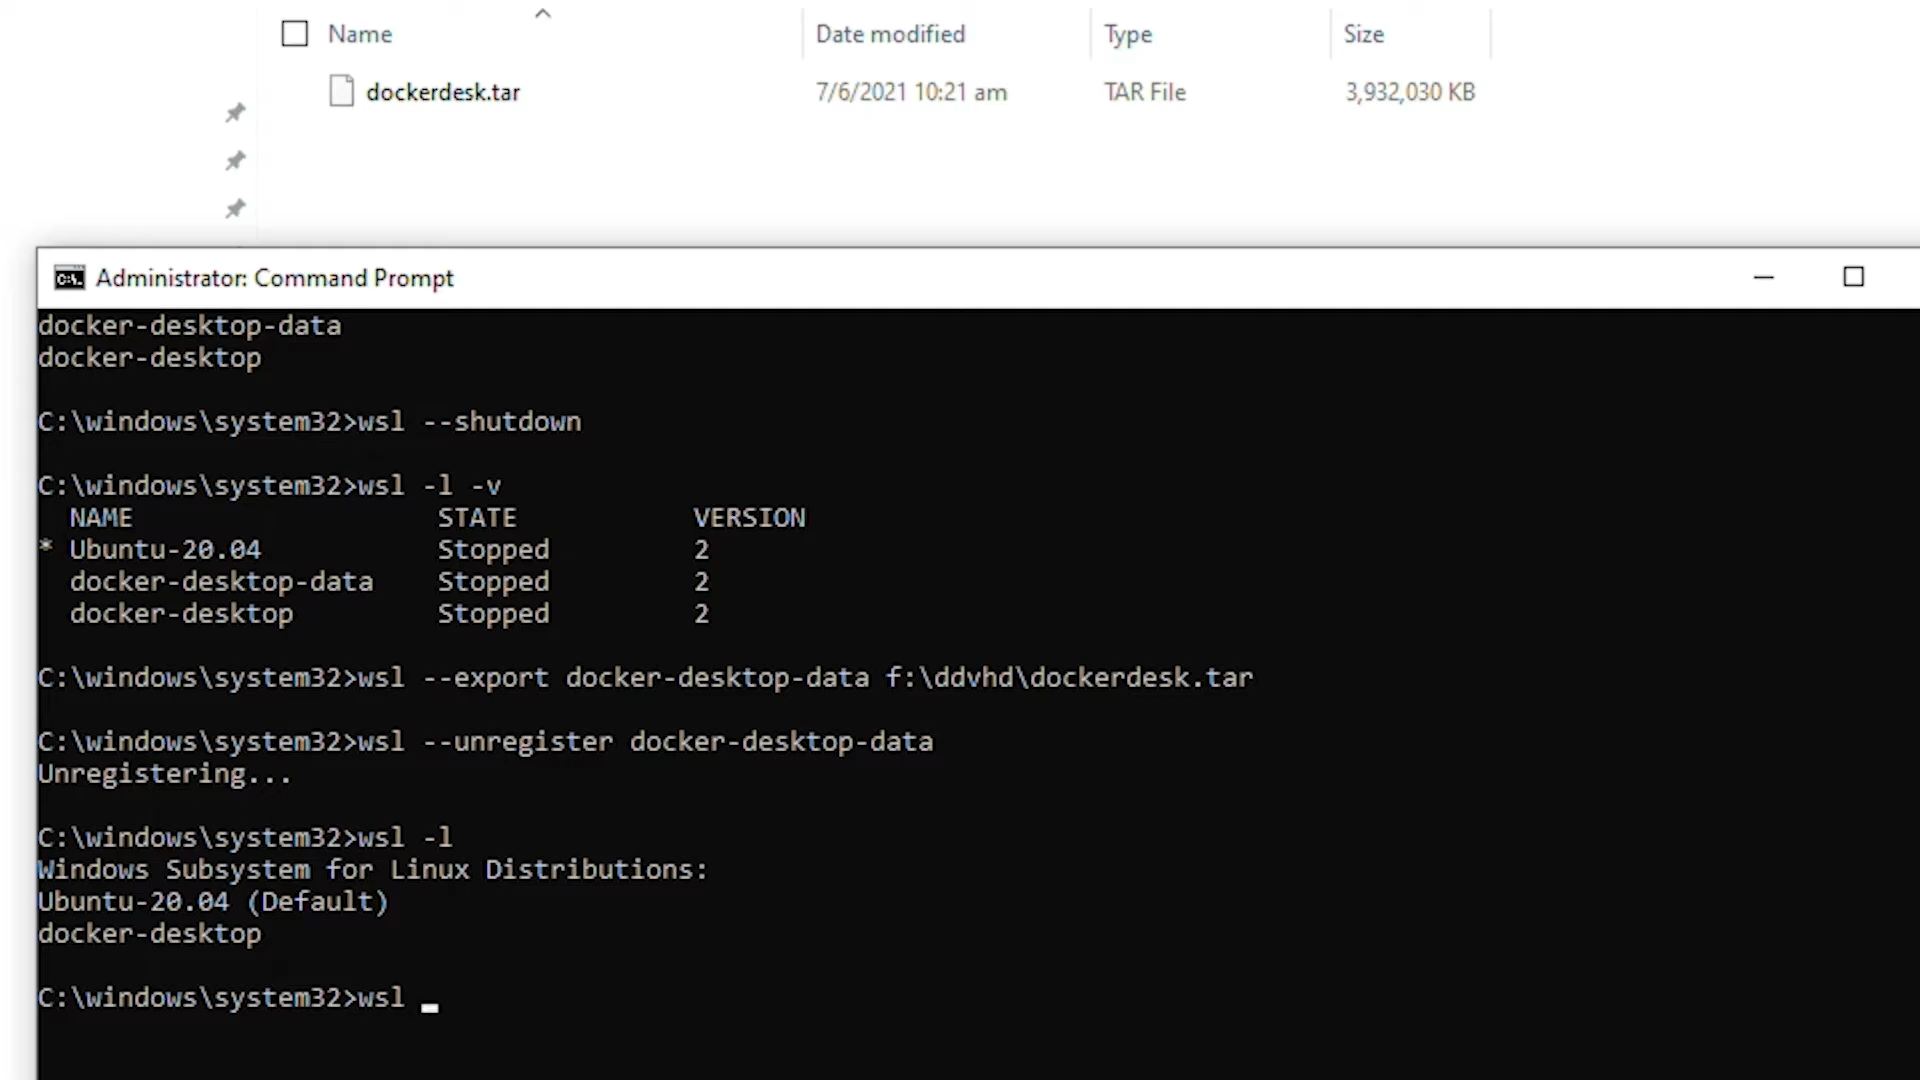 Name Date modified Type Size
dockerdesk.tar 7/6/2021 10:21 am TAR File 3,932,030 KB
Administrator: Command Prompt
docker-desktop-data
docker-desktop
C:\windows\system32>wsl --shutdown
C:\windows\system32>wsl -l -v
NAME STATE VERSION
* Ubuntu-20.04 Stopped 2
docker-desktop-data Stopped 2
docker-desktop Stopped 2
C:\windows\system32>wsl --export docker-desktop-data f:\ddvhd\dockerdesk.tar
C:\windows\system32>wsl --unregister docker-desktop-data
Unregistering...
C:\windows\system32>wsl -l
Windows Subsystem for Linux Distributions:
Ubuntu-20.04 (Default)
docker-desktop
C:\windows\system32>wsl